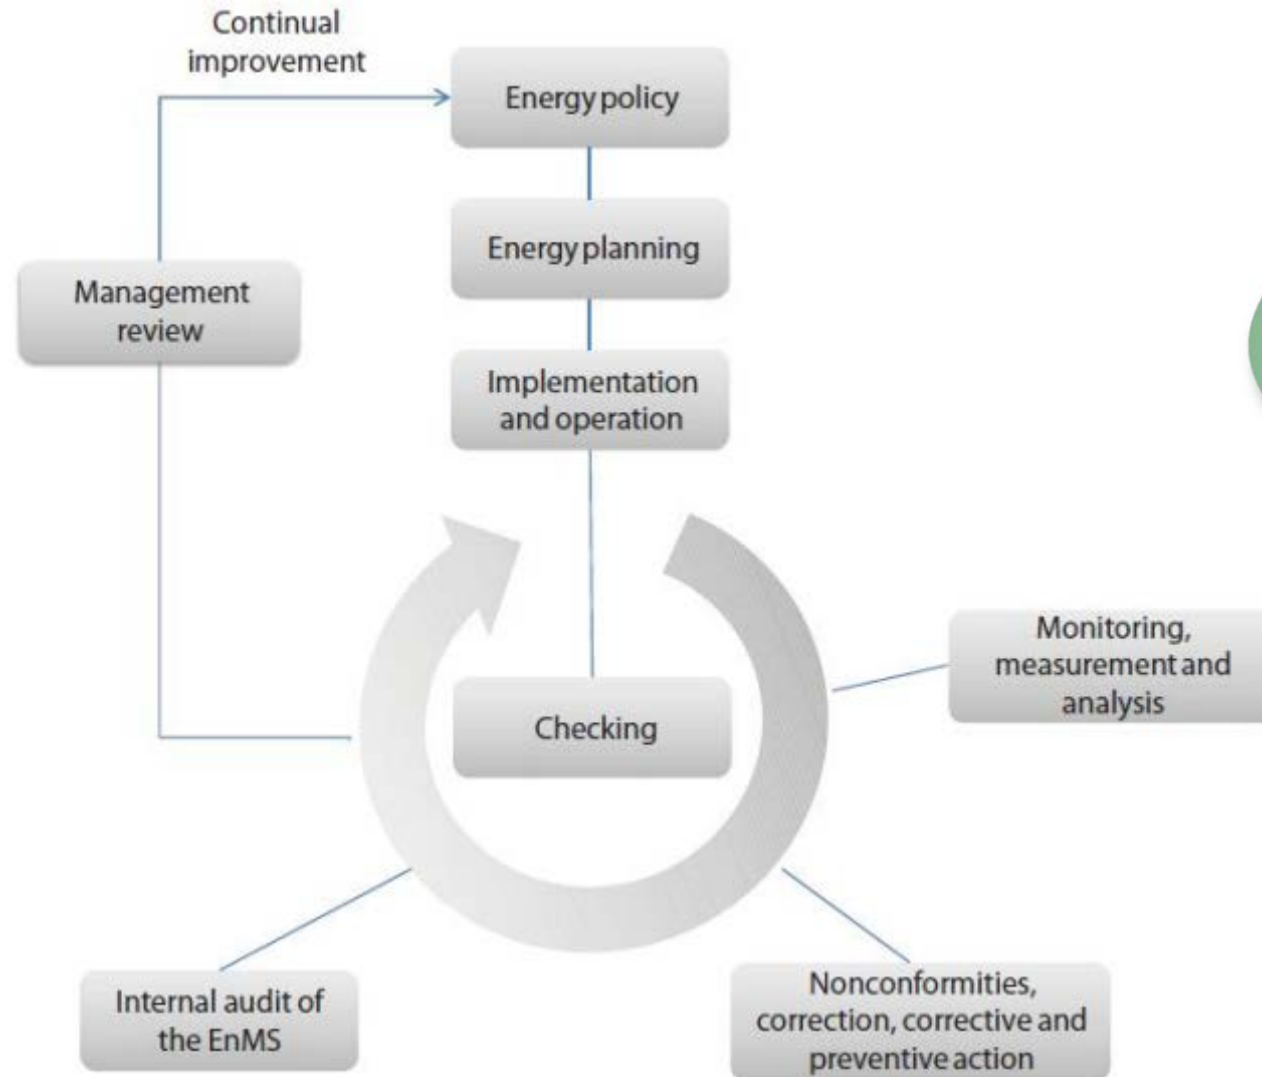 Continual
improvement
Energy policy
Energy planning
Management
review
Implementation
and operation
Monitoring,
measurement and
analysis
Checking
Internal audit of
the EnMS
Nonconformities,
correction, corrective and
preventive action